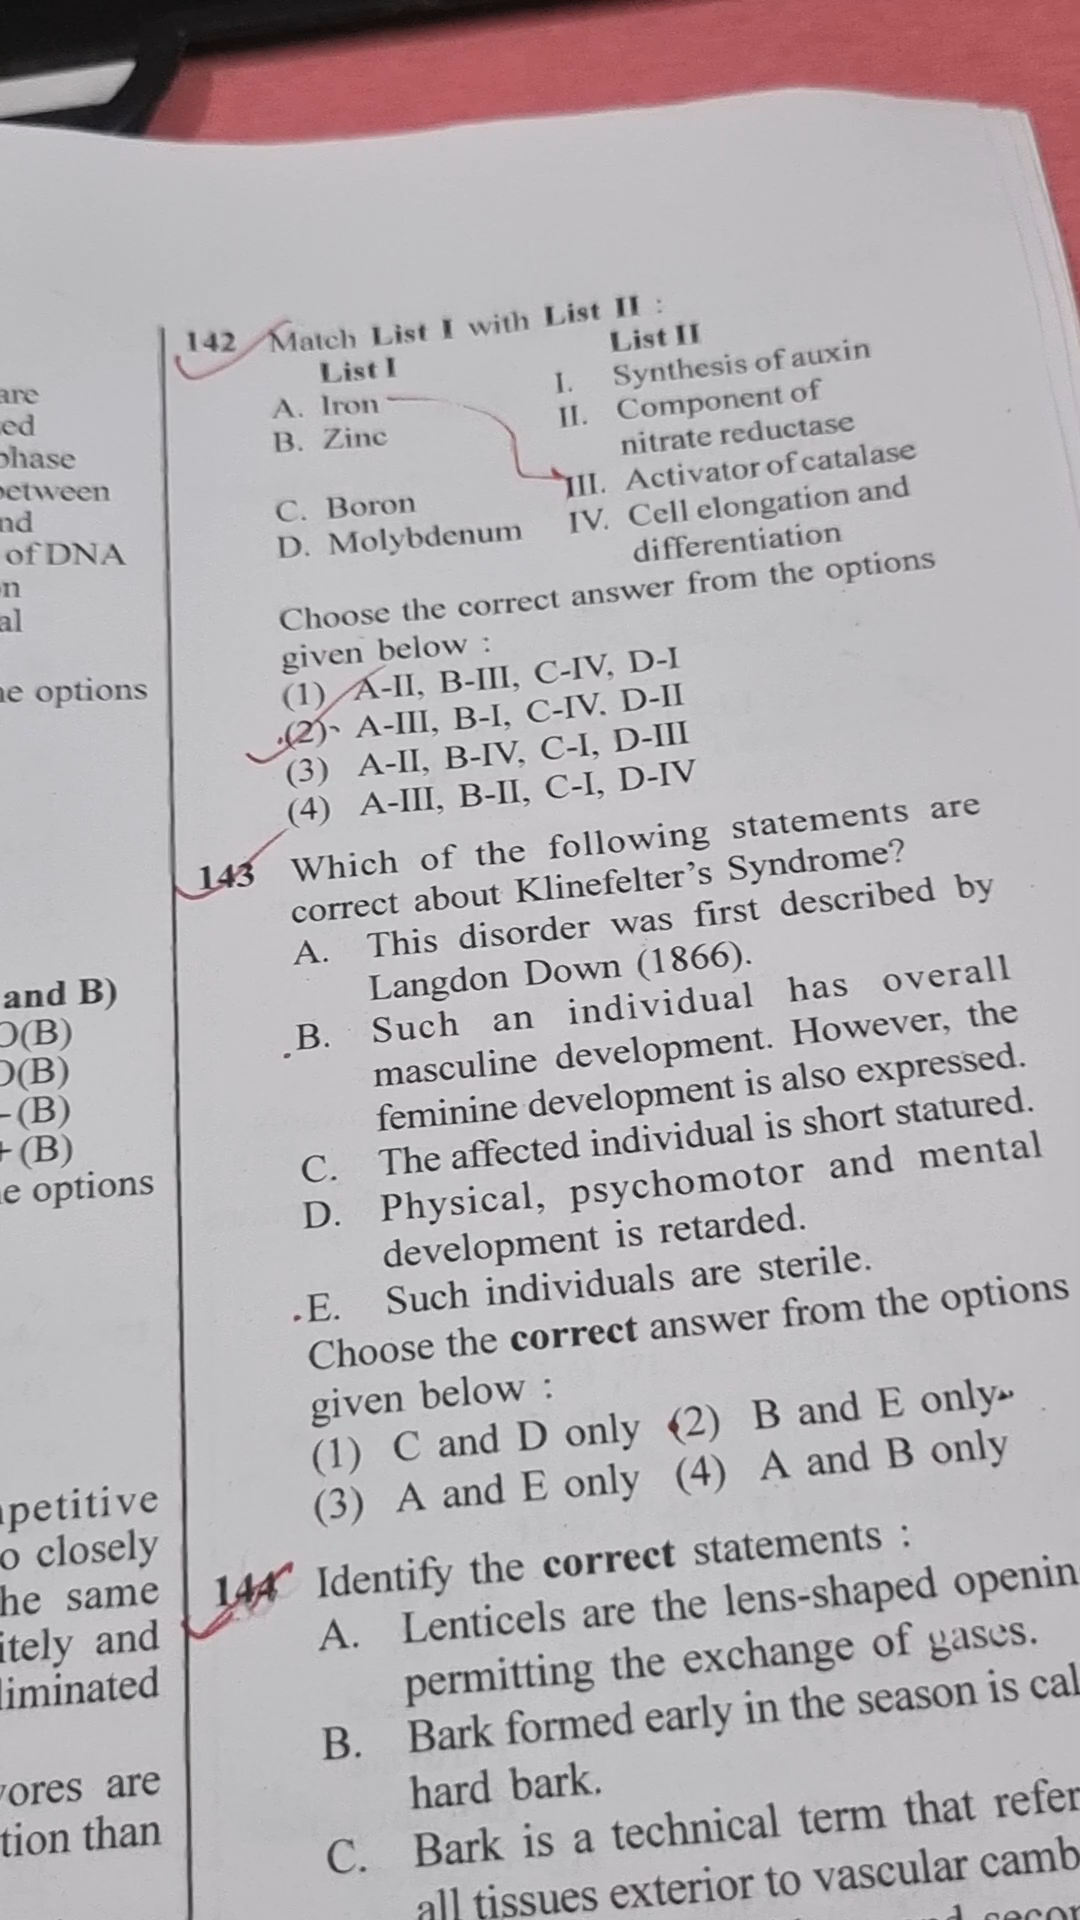 are
ed
phase
between
nd
of DNA
on
al
ne options
and B)
O(B)
O(B)
-(B)
+(B)
e options
petitive
o closely
he same
itely and
liminated
vores are
tion than
142 Match List I with List II :
List I List II
A. Iron I. Synthesis of auxin
B. Zinc II. Component of
nitrate reductase
C. Boron III. Activator of catalase
D. Molybdenum IV. Cell elongation and
differentiation
Choose the correct answer from the options
given below :
(1) A-II, B-III, C-IV, D-I
(2) A-III, B-I, C-IV. D-II
(3) A-II, B-IV, C-I, D-III
(4) A-III, B-II, C-I, D-IV
143 Which of the following statements are
correct about Klinefelter's Syndrome?
A. This disorder was first described by
Langdon Down (1866).
B. Such an individual has overall
masculine development. However, the
feminine development is also expressed.
C. The affected individual is short statured.
D. Physical, psychomotor and mental
development is retarded.
E. Such individuals are sterile.
Choose the correct answer from the options
given below :
(1) C and D only (2) B and E only
(3) A and E only (4) A and B only
144 Identify the correct statements :
A. Lenticels are the lens-shaped openin
permitting the exchange of gases.
B. Bark formed early in the season is cal
hard bark.
C. Bark is a technical term that refer
all tissues exterior to vascular camb